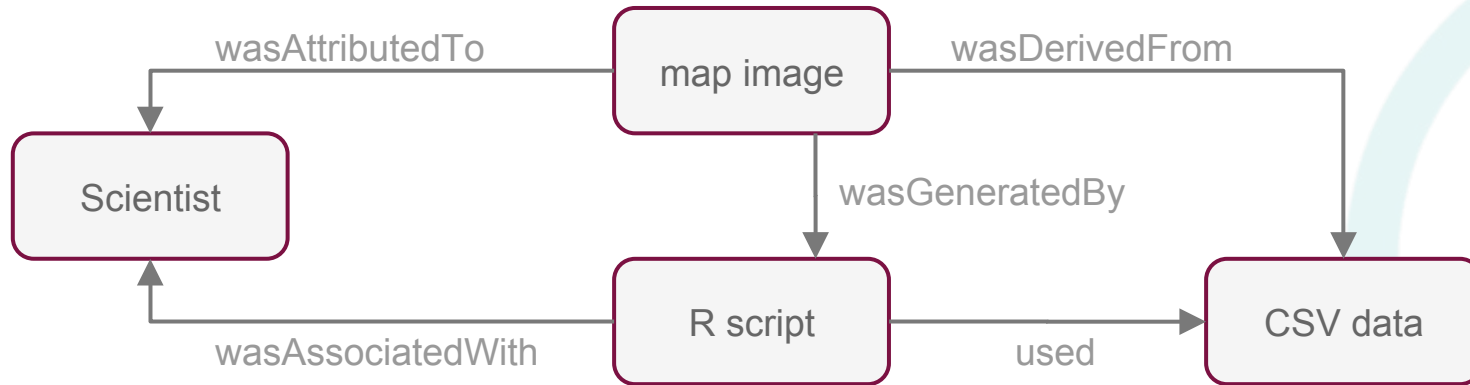 wasAttributedTo
map image
wasDerivedFrom
Scientist
wasGeneratedBy
R script
CSV data
wasAssociatedWith
used